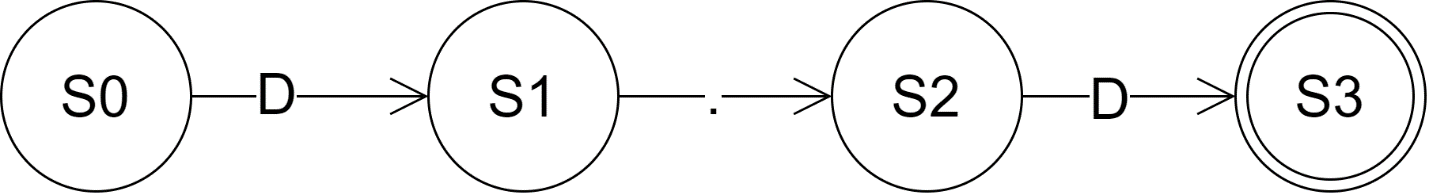 S0 D S1 . S2 D S3